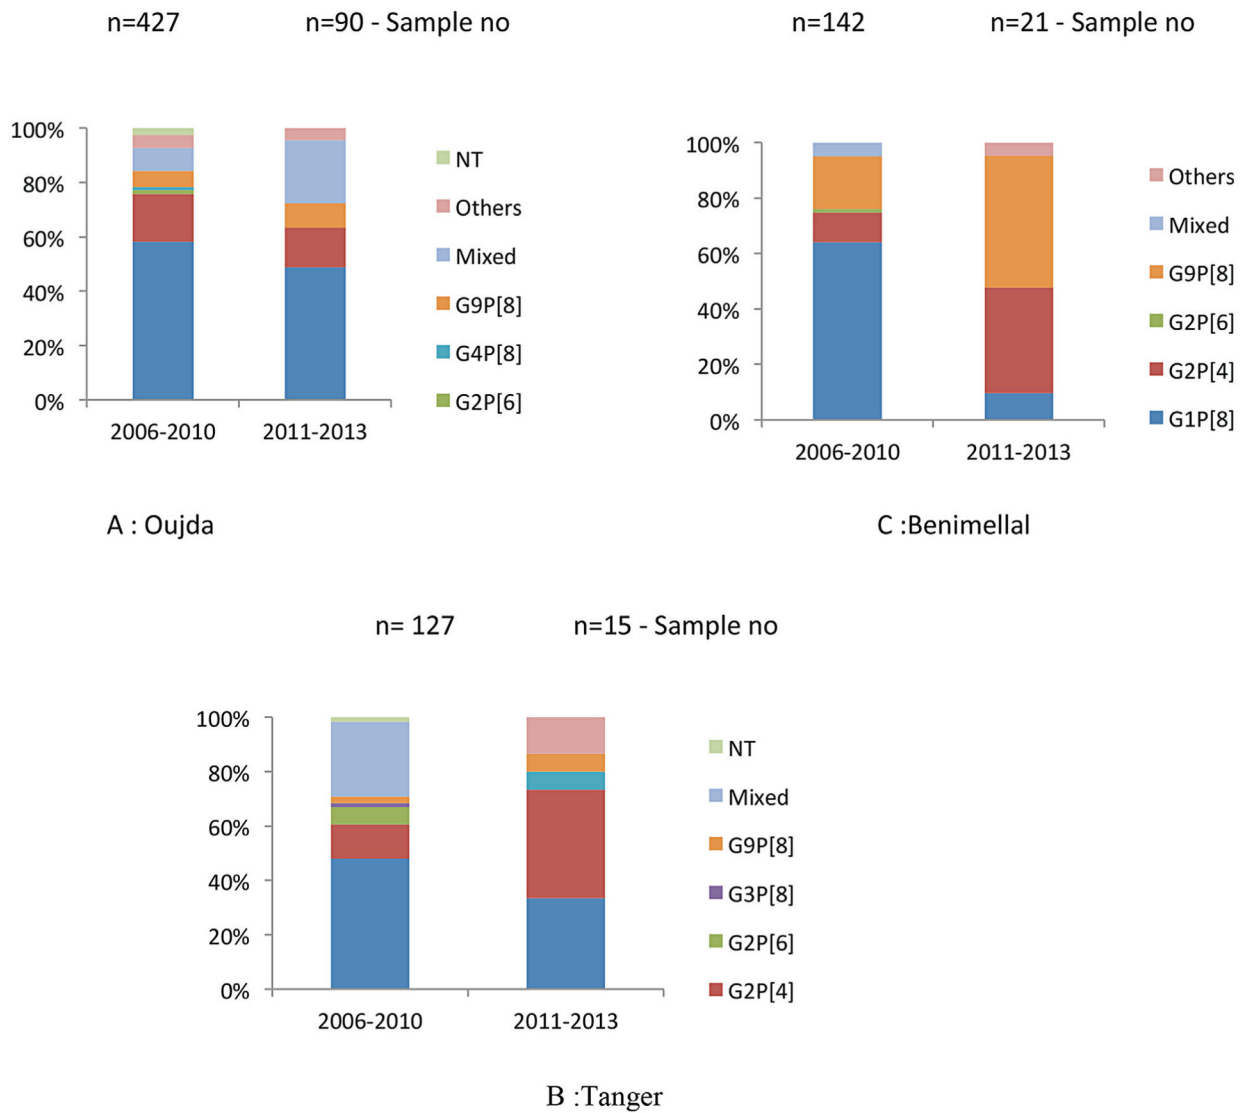 n=427 n=90 - Sample no
100%
80%
60%
40%
20%
0%
2006-2010 2011-2013
NT
Others
Mixed
G9P[8]
G4P[8]
G2P[6]
A : Oujda
n=142 n=21 - Sample no
100%
80%
60%
40%
20%
0%
2006-2010 2011-2013
Others
Mixed
G9P[8]
G2P[6]
G2P[4]
G1P[8]
C :Benimellal
n= 127 n=15 - Sample no
100%
80%
60%
40%
20%
0%
2006-2010 2011-2013
NT
Mixed
G9P[8]
G3P[8]
G2P[6]
G2P[4]
B :Tanger